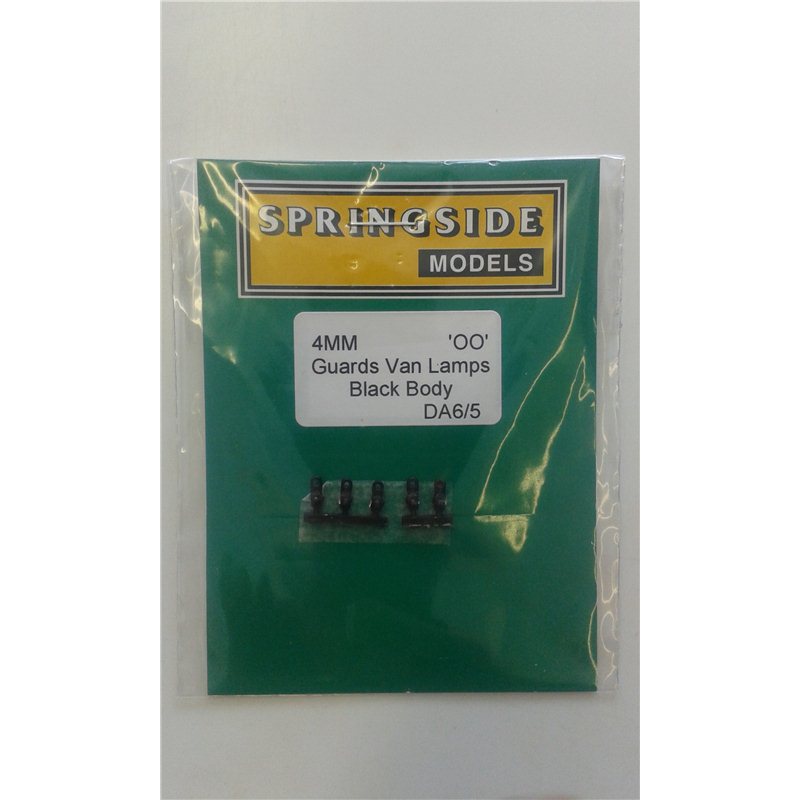 SPRINGSIDE
MODELS
4MM 'OO'
Guards Van Lamps
Black Body
DA6/5